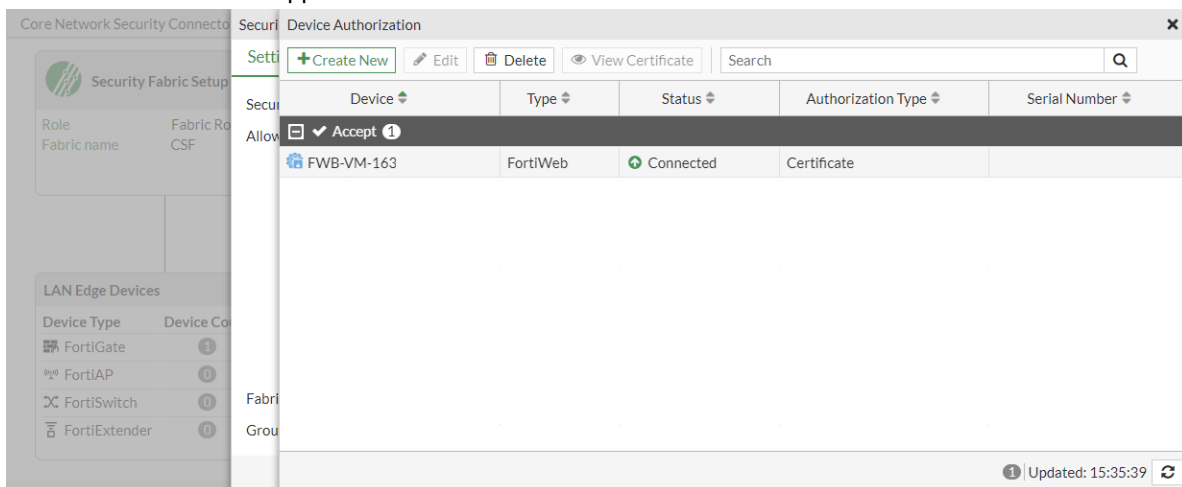 Core Network Security Connecto
Security Fabric Setup
Role Fabric Ro
Fabric name CSF
LAN Edge Devices
Device Type Device Cou
FortiGate 1
FortiAP 0
FortiSwitch 0
FortiExtender 0
Securi
Setti
Secur
Allow
Fabri
Grou
Device Authorization
Create New Edit Delete View Certificate Search
Device Type Status Authorization Type Serial Number
Accept 1
FWB-VM-163 FortiWeb Connected Certificate
1 Updated: 15:35:39